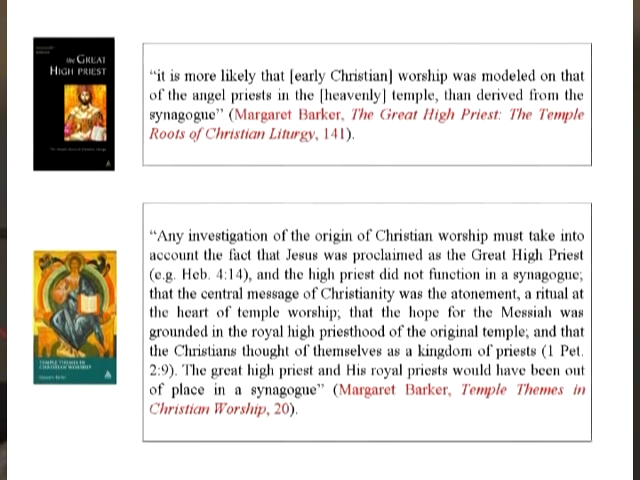 the GREAT
HIGH PRIEST
“it is more likely that [early Christian] worship was modeled on that
of the angel priests in the [heavenly] temple, than derived from the
synagogue” (Margaret Barker, The Great High Priest: The Temple
Roots of Christian Liturgy, 141).
“Any investigation of the origin of Christian worship must take into
account the fact that Jesus was proclaimed as the Great High Priest
(e.g. Heb. 4:14), and the high priest did not function in a synagogue;
that the central message of Christianity was the atonement, a ritual at
the heart of temple worship; that the hope for the Messiah was
grounded in the royal high priesthood of the original temple; and that
the Christians thought of themselves as a kingdom of priests (1 Pet.
2:9). The great high priest and His royal priests would have been out
of place in a synagogue” (Margaret Barker, Temple Themes in
Christian Worship, 20).
TEMPLE THEMES IN
CHRISTIAN WORSHIP